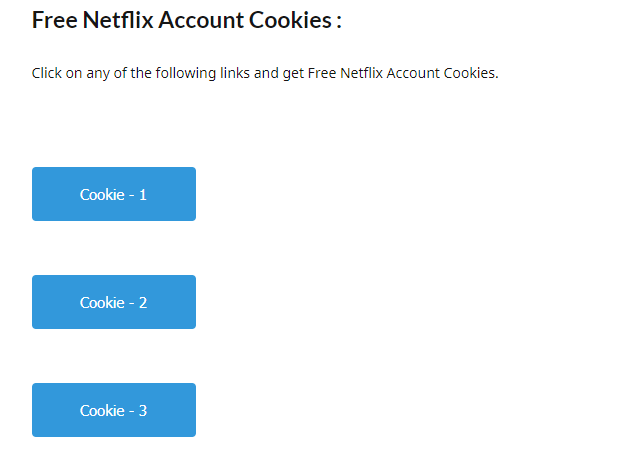 Free Netflix Account Cookies :
Click on any of the following links and get Free Netflix Account Cookies.
Cookie - 1
Cookie - 2
Cookie - 3